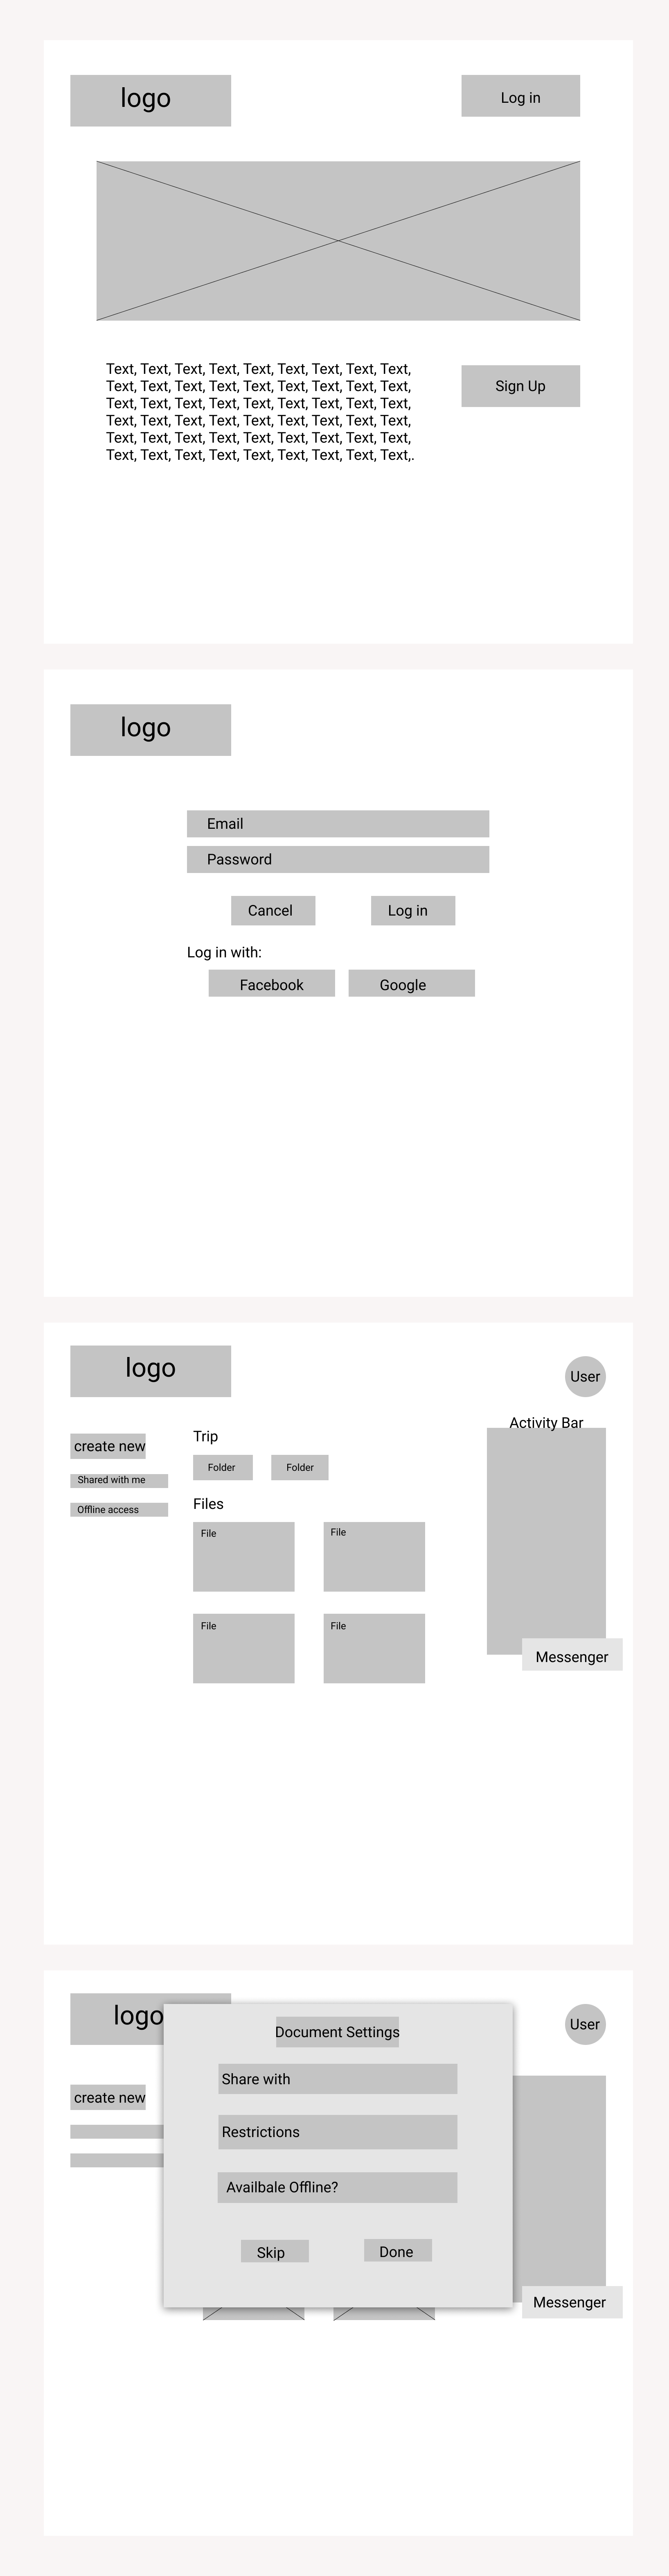 logo
Log in
Text, Text, Text, Text, Text, Text, Text, Text, Text,
Text, Text, Text, Text, Text, Text, Text, Text, Text,
Text, Text, Text, Text, Text, Text, Text, Text, Text,
Text, Text, Text, Text, Text, Text, Text, Text, Text,
Text, Text, Text, Text, Text, Text, Text, Text, Text,
Text, Text, Text, Text, Text, Text, Text, Text, Text,.
Sign Up
logo
Email
Password
Cancel
Log in
Log in with:
Facebook
Google
logo
User
create new
Shared with me
Offline access
Trip
Folder
Folder
Files
File
File
File
File
Activity Bar
Messenger
logo
User
create new
Document Settings
Share with
Restrictions
Availbale Offline?
Skip
Done
Messenger